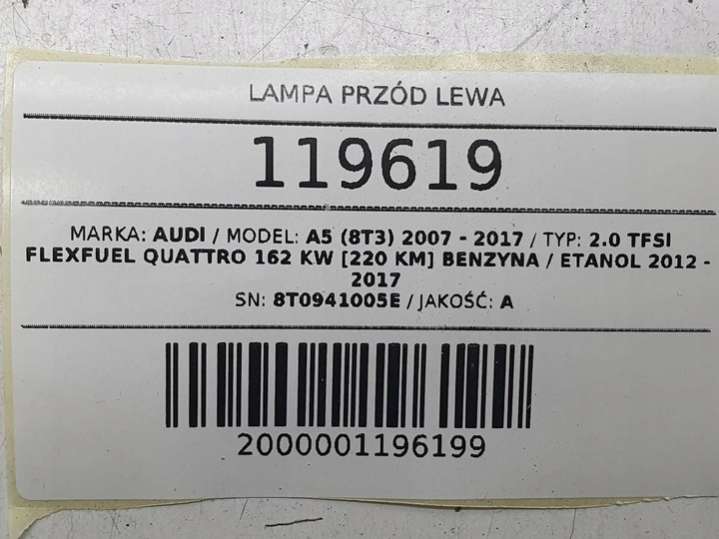 LAMPA PRZÓD LEWA
119619
MARKA: AUDI / MODEL: A5 (8T3) 2007 - 2017 / TYP: 2.0 TFSI
FLEXFUEL QUATTRO 162 KW [220 KM] BENZYNA / ETANOL 2012 -
2017
SN: 8T0941005E / JAKOŚĆ: A
2000001196199